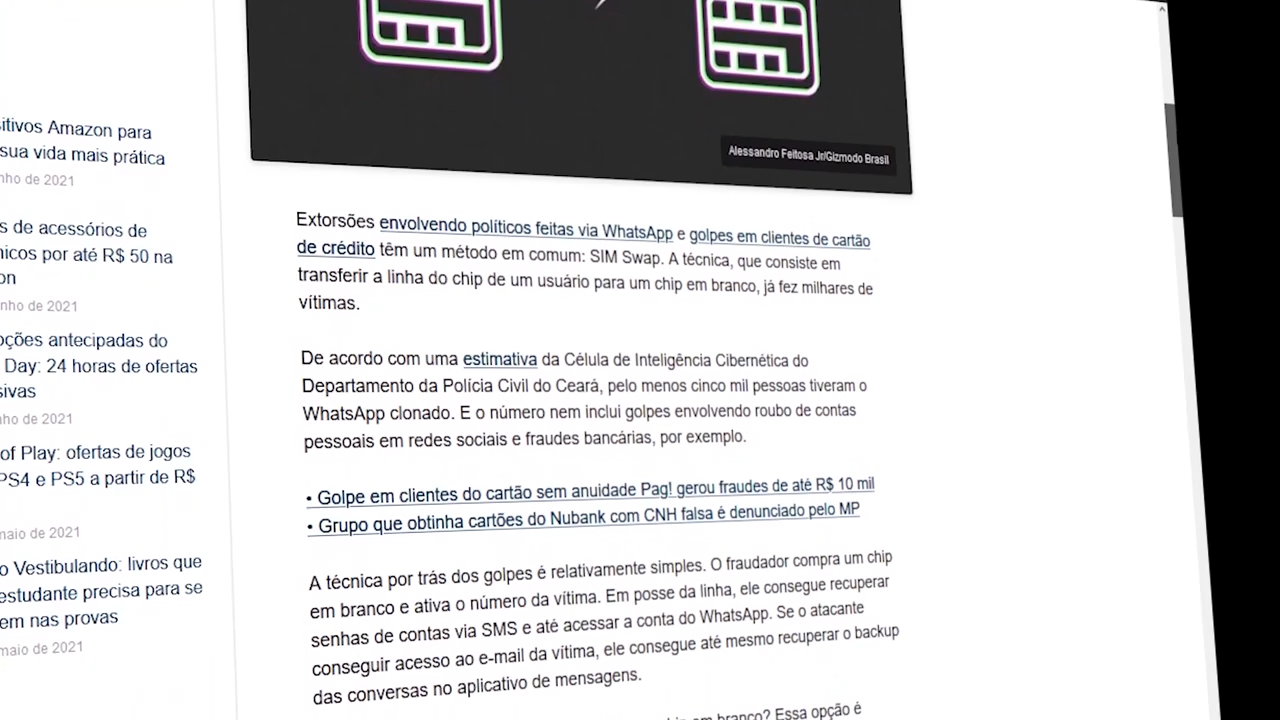 Amazon para
sua vida mais prática
de 2021
de acessórios de
por até R$ 50 na
de 2021
antecipadas do
Day: 24 horas de ofertas
de 2021
of Play: ofertas de jogos
PS4 e PS5 a partir de R$
maio de 2021
Vestibulando: livros que
estudante precisa para se
nas provas
maio de 2021
Alessandro Feitosa Jr/Gizmodo Brasil
Extorsões envolvendo políticos feitas via WhatsApp e golpes em clientes de cartão
de crédito têm um método em comum: SIM Swap. A técnica, que consiste em
transferir a linha do chip de um usuário para um chip em branco, já fez milhares de
vítimas.
De acordo com uma estimativa da Célula de Inteligência Cibernética do
Departamento da Polícia Civil do Ceará, pelo menos cinco mil pessoas tiveram o
WhatsApp clonado. E o número nem inclui golpes envolvendo roubo de contas
pessoais em redes sociais e fraudes bancárias, por exemplo.
• Golpe em clientes do cartão sem anuidade Pag! gerou fraudes de até R$ 10 mil
• Grupo que obtinha cartões do Nubank com CNH falsa é denunciado pelo MP
A técnica por trás dos golpes é relativamente simples. O fraudador compra um chip
em branco e ativa o número da vítima. Em posse da linha, ele consegue recuperar
senhas de contas via SMS e até acessar a conta do WhatsApp. Se o atacante
conseguir acesso ao e-mail da vítima, ele consegue até mesmo recuperar o backup
das conversas no aplicativo de mensagens.
em branco? Essa opção é